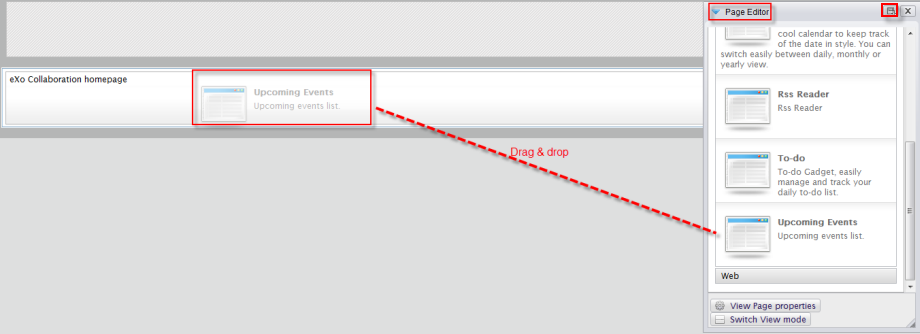 Page Editor
cool calendar to keep track
of the date in style. You can
switch easily between daily, monthly or
yearly view.
eXo Collaboration homepage
Upcoming Events
Upcoming events list.
Rss Reader
Rss Reader
Drag & drop
To-do
To-do Gadget, easily
manage and track your
daily to-do list.
Upcoming Events
Upcoming events list.
Web
View Page properties
Switch View mode